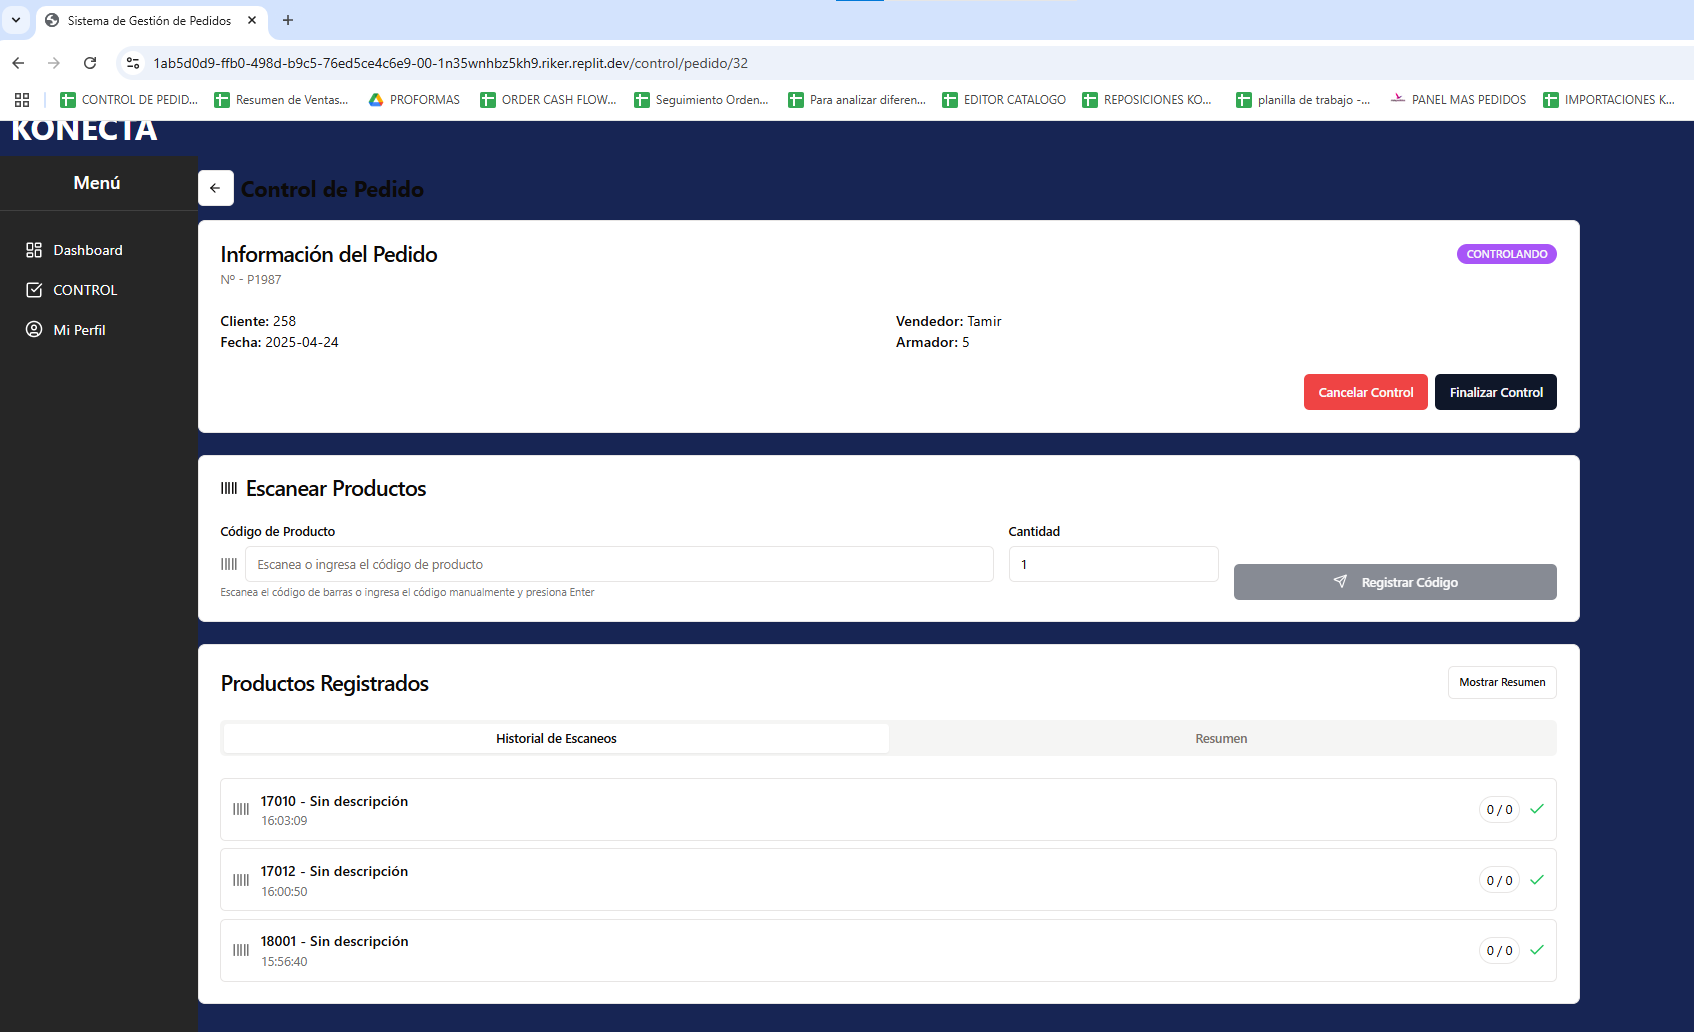 Sistema de Gestión de Pedidos
1ab5d0d9-ffb0-498d-b9c5-76ed5ce4c6e9-00-1n35wnhbz5kh9.riker.replit.dev/control/pedido/32
CONTROL DE PEDID... Resumen de Ventas... PROFORMAS ORDER CASH FLOW... Seguimiento Orden... Para analizar diferen... EDITOR CATALOGO REPOSICIONES KO... planilla de trabajo -... PANEL MAS PEDIDOS IMPORTACIONES K...
KONECTA
Menú
Dashboard
CONTROL
Mi Perfil
Control de Pedido
Información del Pedido
CONTROLANDO
Nº - P1987
Cliente: 258
Vendedor: Tamir
Fecha: 2025-04-24
Armador: 5
Cancelar Control
Finalizar Control
Escanear Productos
Código de Producto
Cantidad
Escanea o ingresa el código de producto
1
Registrar Código
Escanea el código de barras o ingresa el código manualmente y presiona Enter
Productos Registrados
Mostrar Resumen
Historial de Escaneos
Resumen
17010 - Sin descripción
16:03:09
0 / 0
17012 - Sin descripción
16:00:50
0 / 0
18001 - Sin descripción
15:56:40
0 / 0